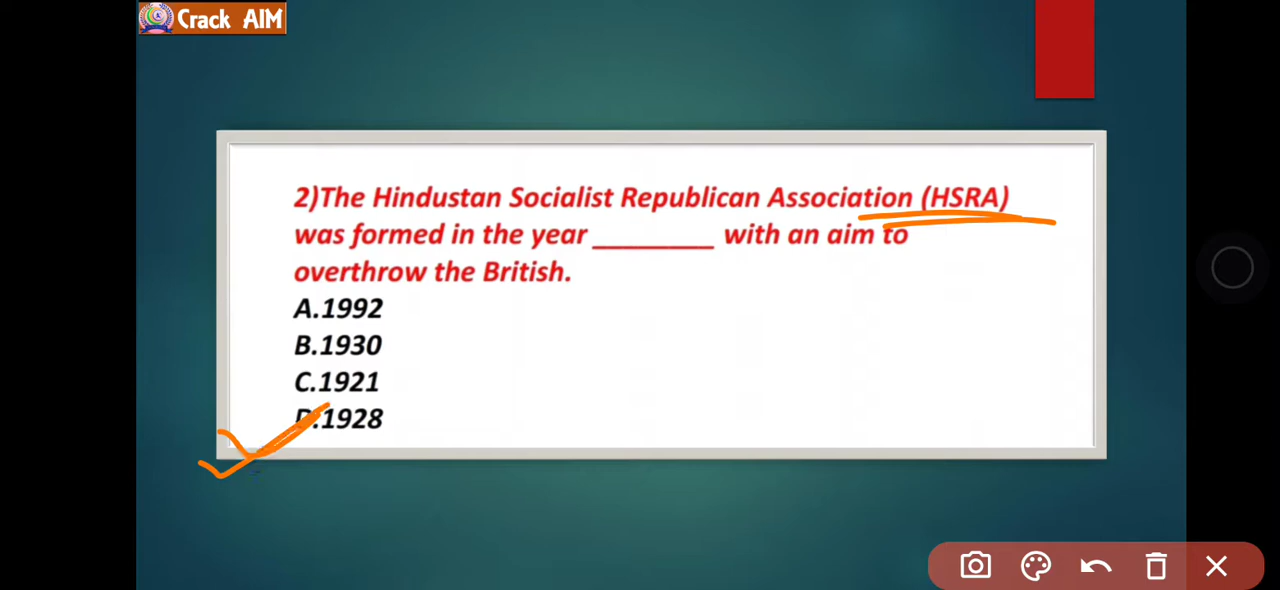 Crack AIM
2)The Hindustan Socialist Republican Association (HSRA)
was formed in the year ________ with an aim to
overthrow the British.
A.1992
B.1930
C.1921
D.1928